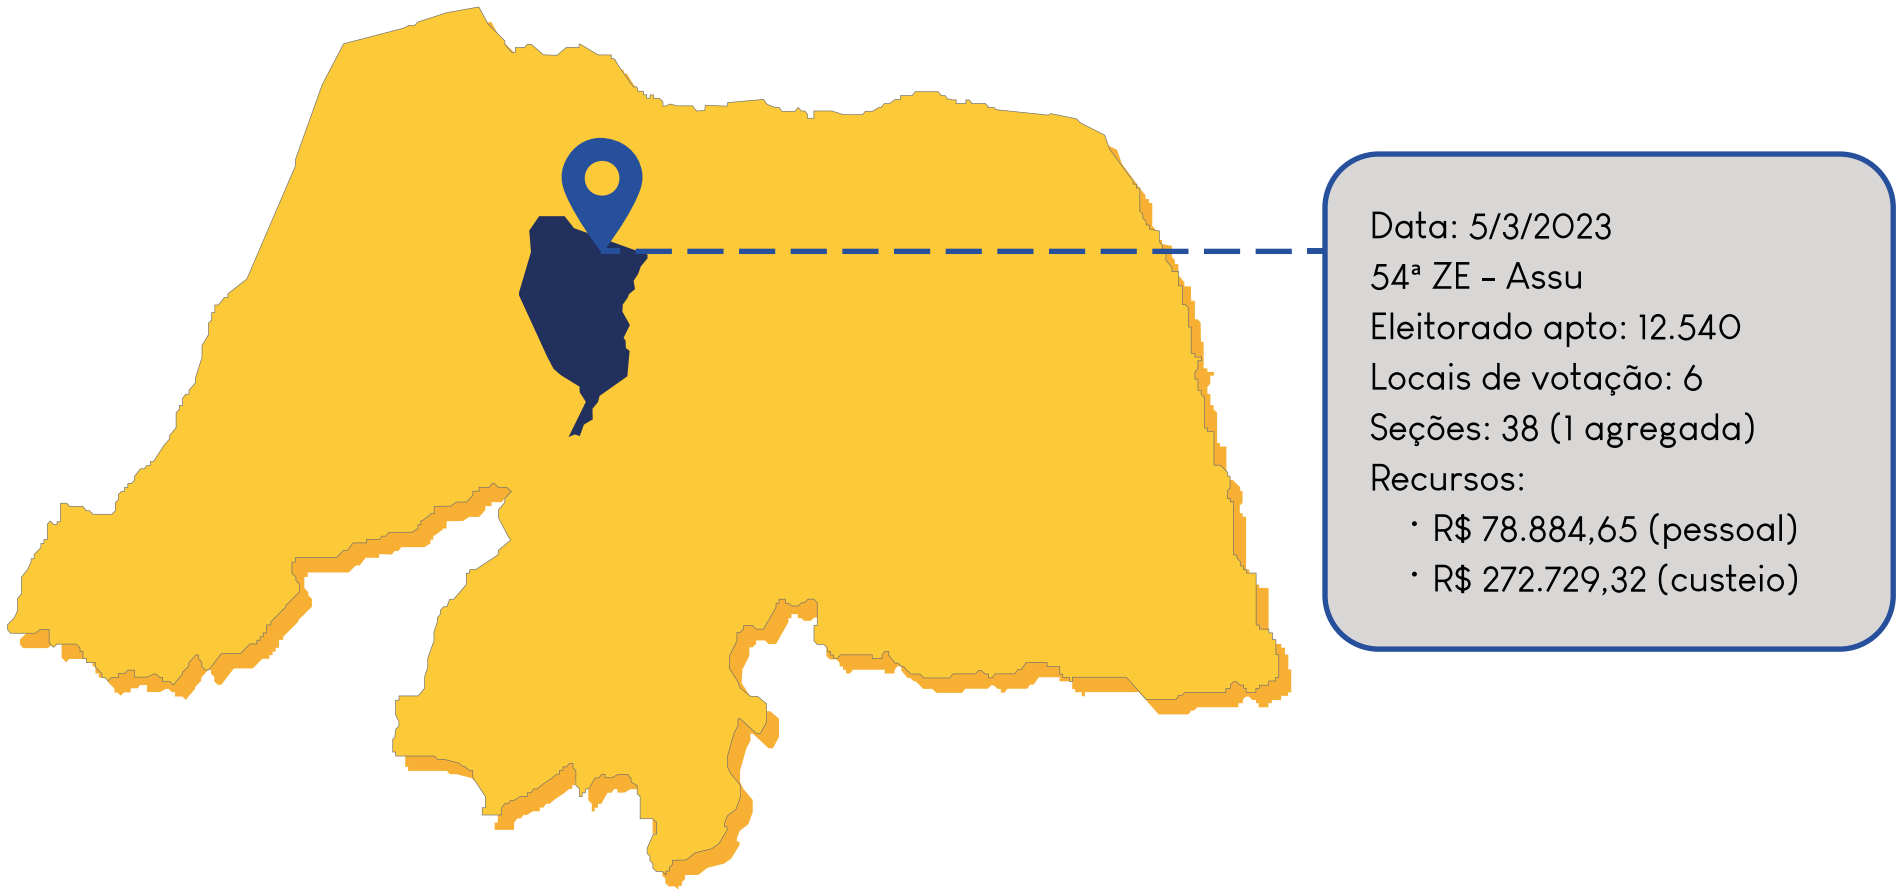 Data: 5/3/2023
54ª ZE - Assu
Eleitorado apto: 12.540
Locais de votação: 6
Seções: 38 (1 agregada)
Recursos:
· R$ 78.884,65 (pessoal)
· R$ 272.729,32 (custeio)